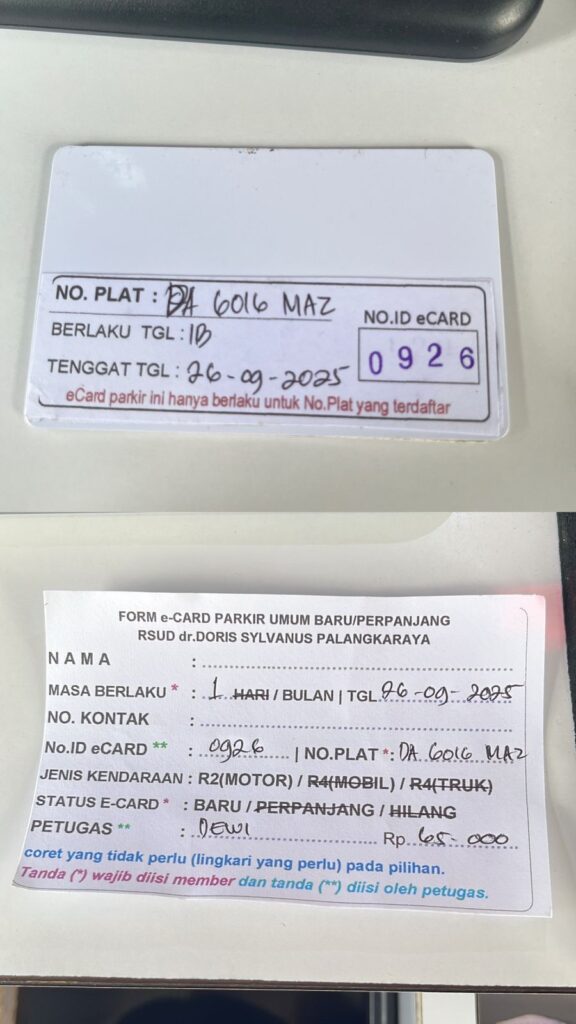 NO. PLAT : DA 6016 MAZ
NO.ID eCARD
BERLAKU TGL : 1B
0926
TENGGAT TGL : 26-09-2025
eCard parkir ini hanya berlaku untuk No.Plat yang terdaftar
FORM e-CARD PARKIR UMUM BARU/PERPANJANG
RSUD dr.DORIS SYLVANUS PALANGKARAYA
NAMA :
MASA BERLAKU * : 1 HARI / BULAN | TGL 26-09-2025
NO. KONTAK :
No.ID eCARD ** : 0926 | NO.PLAT *: DA 6016 MAZ
JENIS KENDARAAN : R2(MOTOR) / R4(MOBIL) / R4(TRUK)
STATUS E-CARD * : BARU / PERPANJANG / HILANG
PETUGAS ** : DEWI Rp. 65.000
coret yang tidak perlu (lingkari yang perlu) pada pilihan.
Tanda (*) wajib diisi member dan tanda (**) diisi oleh petugas.